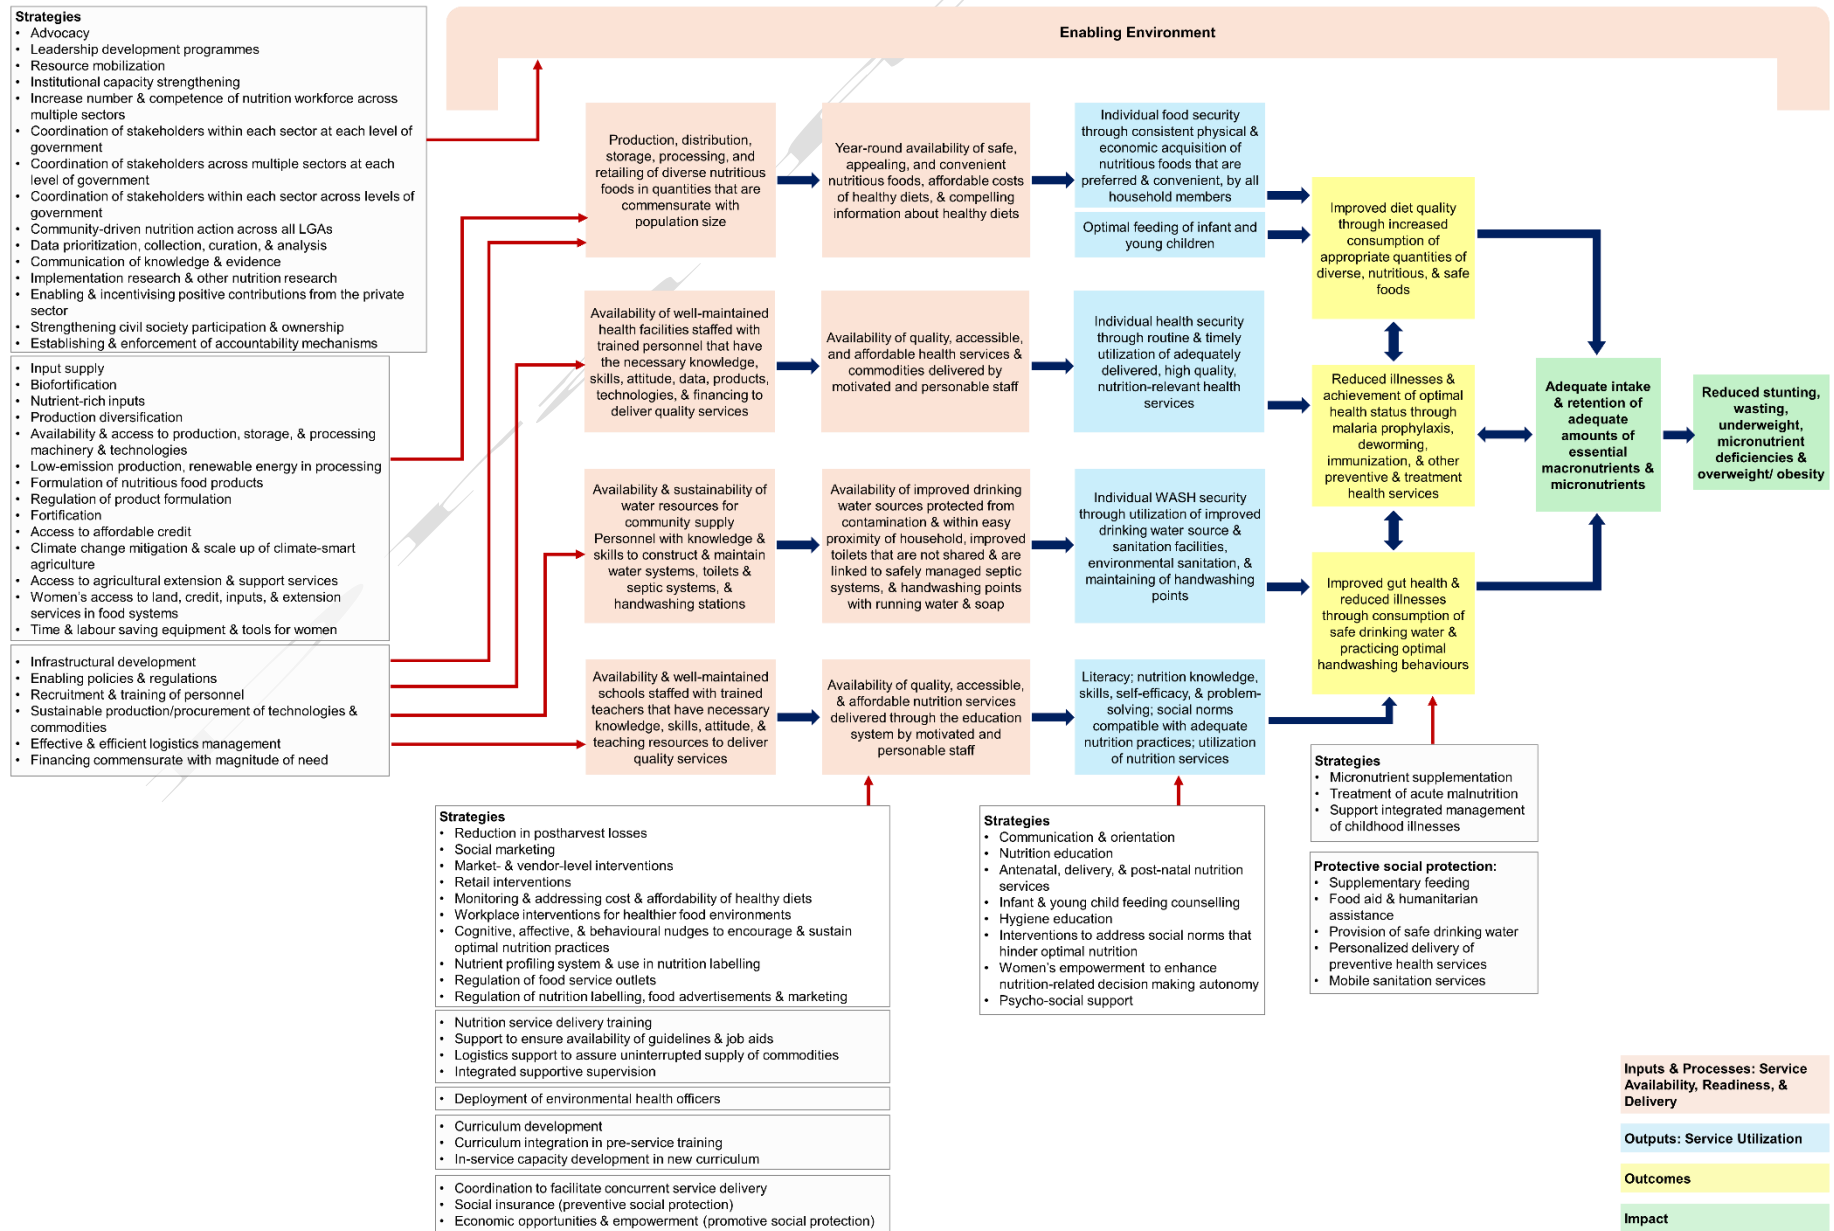 Strategies
• Advocacy
• Leadership development programmes
• Resource mobilization
• Institutional capacity strengthening
• Increase number & competence of nutrition workforce across
multiple sectors
• Coordination of stakeholders within each sector at each level of
government
• Coordination of stakeholders across multiple sectors at each
level of government
• Coordination of stakeholders within each sector across levels of
government
• Community-driven nutrition action across all LGAs
• Data prioritization, collection, curation, & analysis
• Communication of knowledge & evidence
• Implementation research & other nutrition research
• Enabling & incentivising positive contributions from the private
sector
• Strengthening civil society participation & ownership
• Establishing & enforcement of accountability mechanisms
• Input supply
• Biofortification
• Nutrient-rich inputs
• Production diversification
• Availability & access to production, storage, & processing
machinery & technologies
• Low-emission production, renewable energy in processing
• Formulation of nutritious food products
• Regulation of product formulation
• Fortification
• Access to affordable credit
• Climate change mitigation & scale up of climate-smart
agriculture
• Access to agricultural extension & support services
• Women's access to land, credit, inputs, & extension
services in food systems
• Time & labour saving equipment & tools for women
• Infrastructural development
• Enabling policies & regulations
• Recruitment & training of personnel
• Sustainable production/procurement of technologies &
commodities
• Effective & efficient logistics management
• Financing commensurate with magnitude of need
Enabling Environment
Production, distribution,
storage, processing, and
retailing of diverse nutritious
foods in quantities that are
commensurate with
population size
Year-round availability of safe,
appealing, and convenient
nutritious foods, affordable costs
of healthy diets, & compelling
information about healthy diets
Individual food security
through consistent physical &
economic acquisition of
nutritious foods that are
preferred & convenient, by all
household members
Optimal feeding of infant and
young children
Availability of well-maintained
health facilities staffed with
trained personnel that have
the necessary knowledge,
skills, attitude, data, products,
technologies, & financing to
deliver quality services
Availability of quality, accessible,
and affordable health services &
commodities delivered by
motivated and personable staff
Individual health security
through routine & timely
utilization of adequately
delivered, high quality,
nutrition-relevant health
services
Availability & sustainability of
water resources for
community supply
Personnel with knowledge &
skills to construct & maintain
water systems, toilets &
septic systems, &
handwashing stations
Availability of improved drinking
water sources protected from
contamination & within easy
proximity of household, improved
toilets that are not shared & are
linked to safely managed septic
systems, & handwashing points
with running water & soap
Individual WASH security
through utilization of improved
drinking water source &
sanitation facilities,
environmental sanitation, &
maintaining of handwashing
points
Availability & well-maintained
schools staffed with trained
teachers that have necessary
knowledge, skills, attitude, &
teaching resources to deliver
quality services
Availability of quality, accessible,
& affordable nutrition services
delivered through the education
system by motivated and
personable staff
Literacy; nutrition knowledge,
skills, self-efficacy, & problem-
solving; social norms
compatible with adequate
nutrition practices; utilization
of nutrition services
Improved diet quality
through increased
consumption of
appropriate quantities of
diverse, nutritious, & safe
foods
Reduced illnesses &
achievement of optimal
health status through
malaria prophylaxis,
deworming,
immunization, & other
preventive & treatment
health services
Improved gut health &
reduced illnesses
through consumption of
safe drinking water &
practicing optimal
handwashing behaviours
Adequate intake
& retention of
adequate
amounts of
essential
macronutrients &
micronutrients
Reduced stunting,
wasting,
underweight,
micronutrient
deficiencies &
overweight/ obesity
Strategies
• Reduction in postharvest losses
• Social marketing
• Market- & vendor-level interventions
• Retail interventions
• Monitoring & addressing cost & affordability of healthy diets
• Workplace interventions for healthier food environments
• Cognitive, affective, & behavioural nudges to encourage & sustain
optimal nutrition practices
• Nutrient profiling system & use in nutrition labelling
• Regulation of food service outlets
• Regulation of nutrition labelling, food advertisements & marketing
• Nutrition service delivery training
• Support to ensure availability of guidelines & job aids
• Logistics support to assure uninterrupted supply of commodities
• Integrated supportive supervision
• Deployment of environmental health officers
• Curriculum development
• Curriculum integration in pre-service training
• In-service capacity development in new curriculum
• Coordination to facilitate concurrent service delivery
• Social insurance (preventive social protection)
• Economic opportunities & empowerment (promotive social protection)
Strategies
• Communication & orientation
• Nutrition education
• Antenatal, delivery, & post-natal nutrition
services
• Infant & young child feeding counselling
• Hygiene education
• Interventions to address social norms that
hinder optimal nutrition
• Women's empowerment to enhance
nutrition-related decision making autonomy
• Psycho-social support
Strategies
• Micronutrient supplementation
• Treatment of acute malnutrition
• Support integrated management
of childhood illnesses
Protective social protection:
• Supplementary feeding
• Food aid & humanitarian
assistance
• Provision of safe drinking water
• Personalized delivery of
preventive health services
• Mobile sanitation services
Inputs & Processes: Service
Availability, Readiness, &
Delivery
Outputs: Service Utilization
Outcomes
Impact